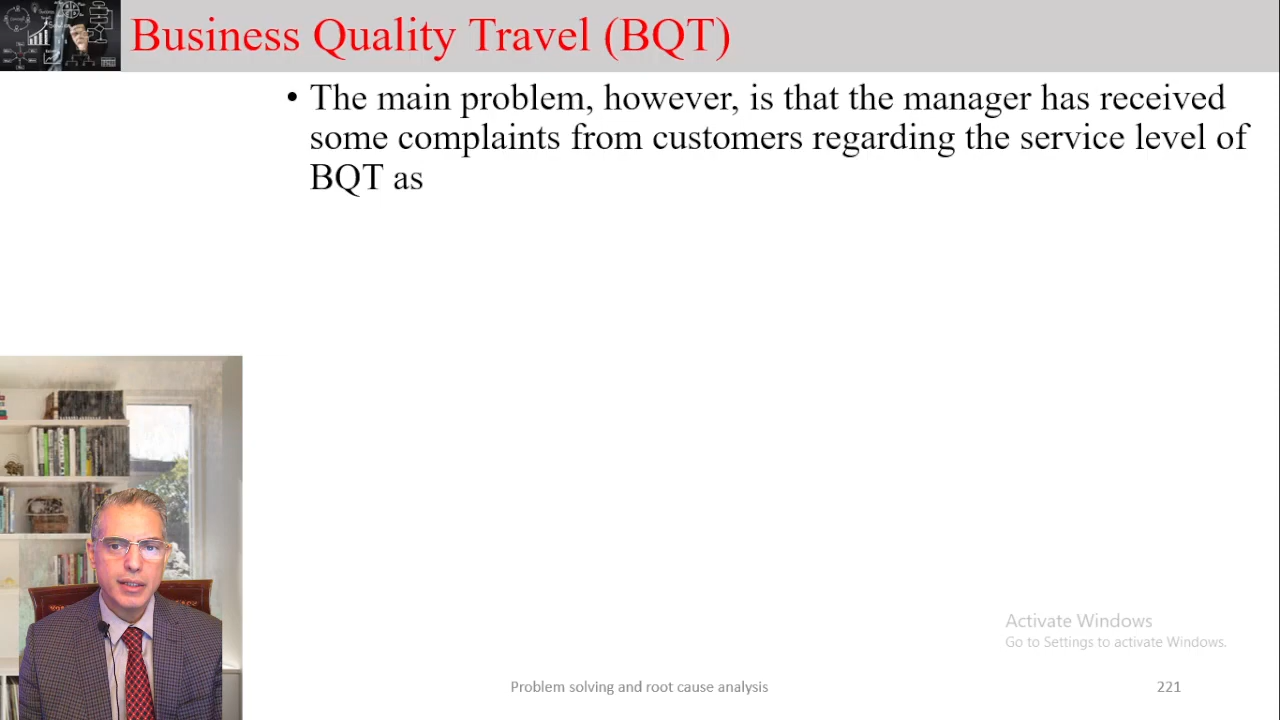 Business Quality Travel (BQT)
• The main problem, however, is that the manager has received
some complaints from customers regarding the service level of
BQT as
Activate Windows
Go to Settings to activate Windows.
Problem solving and root cause analysis
221